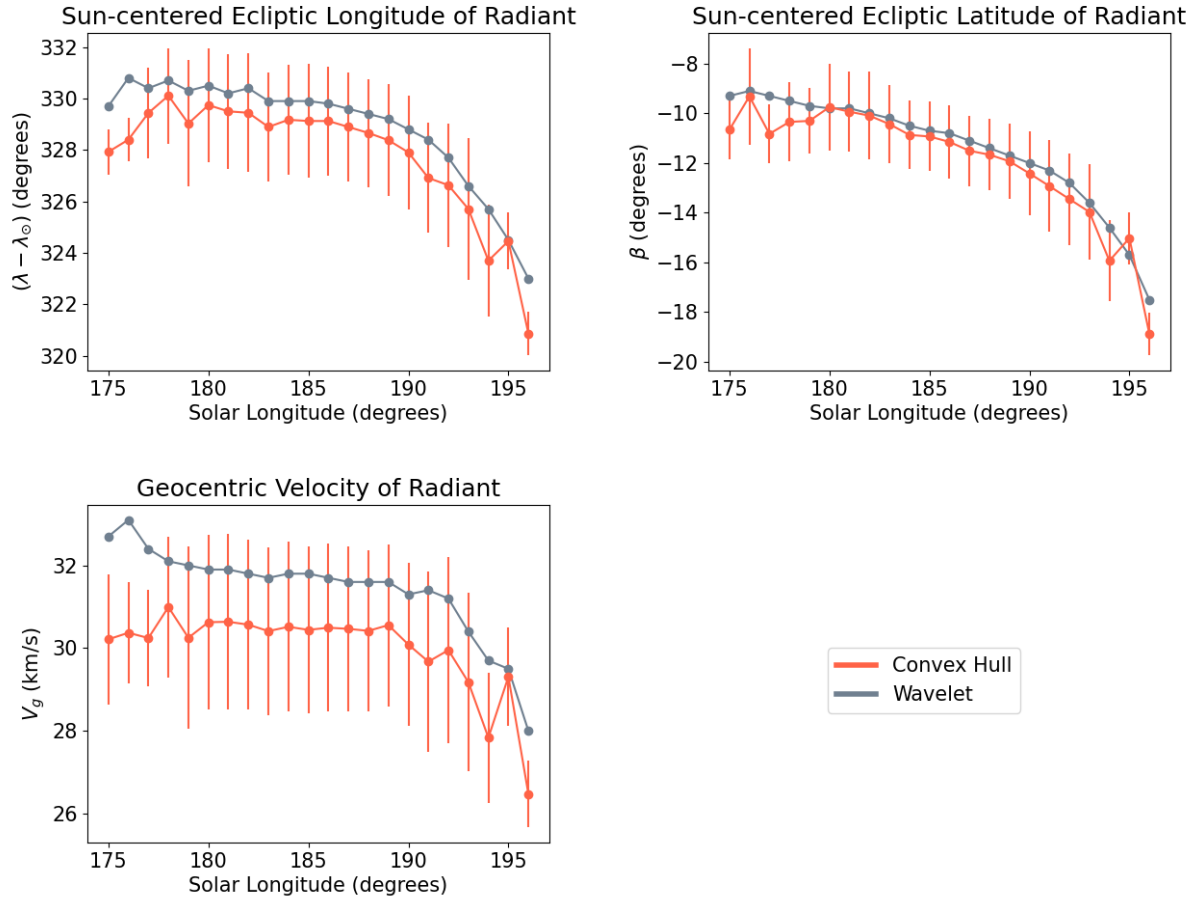 Sun-centered Ecliptic Longitude of Radiant
332
330
328
326
324
322
320
(λ − λ⊙)) (degrees)
175 180 185 190 195
Solar Longitude (degrees)
Sun-centered Ecliptic Latitude of Radiant
−8
−10
−12
−14
−16
−18
−20
β (degrees)
175 180 185 190 195
Solar Longitude (degrees)
Geocentric Velocity of Radiant
32
30
28
26
Vg (km/s)
175 180 185 190 195
Solar Longitude (degrees)
Convex Hull
Wavelet